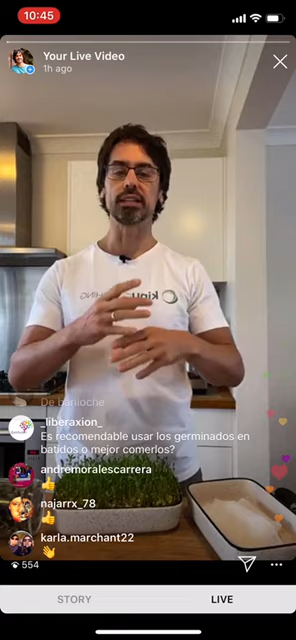 10:45
Your Live Video
1h ago
kinu
De bariloche
_liberaxion_
Es recomendable usar los germinados en
batidos o mejor comerlos?
andremoralescarrera
najarrx_78
karla.marchant22
554
STORY
LIVE